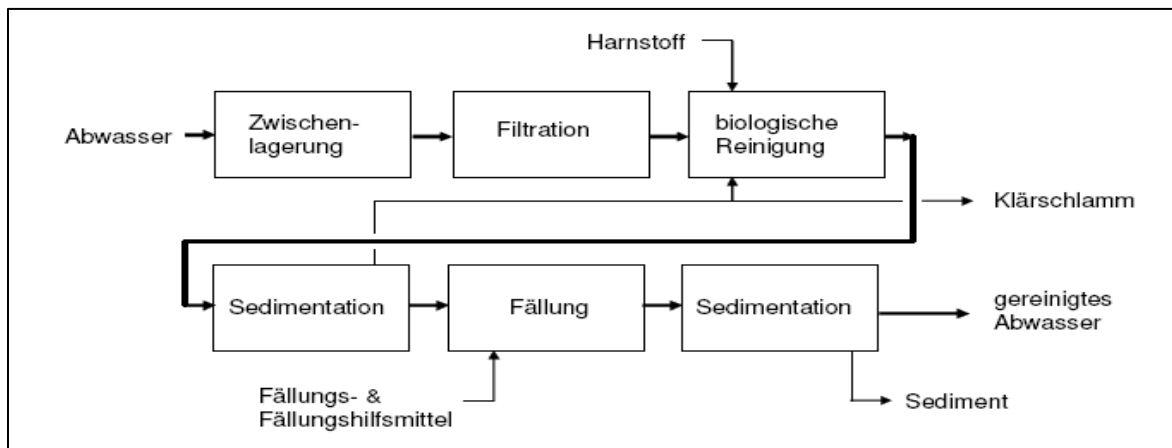 Harnstoff
Abwasser
Zwischen-
lagerung
Filtration
biologische
Reinigung
Klärschlamm
Sedimentation
Fällung
Sedimentation
gereinigtes
Abwasser
Fällungs- &
Fällungshilfsmittel
Sediment